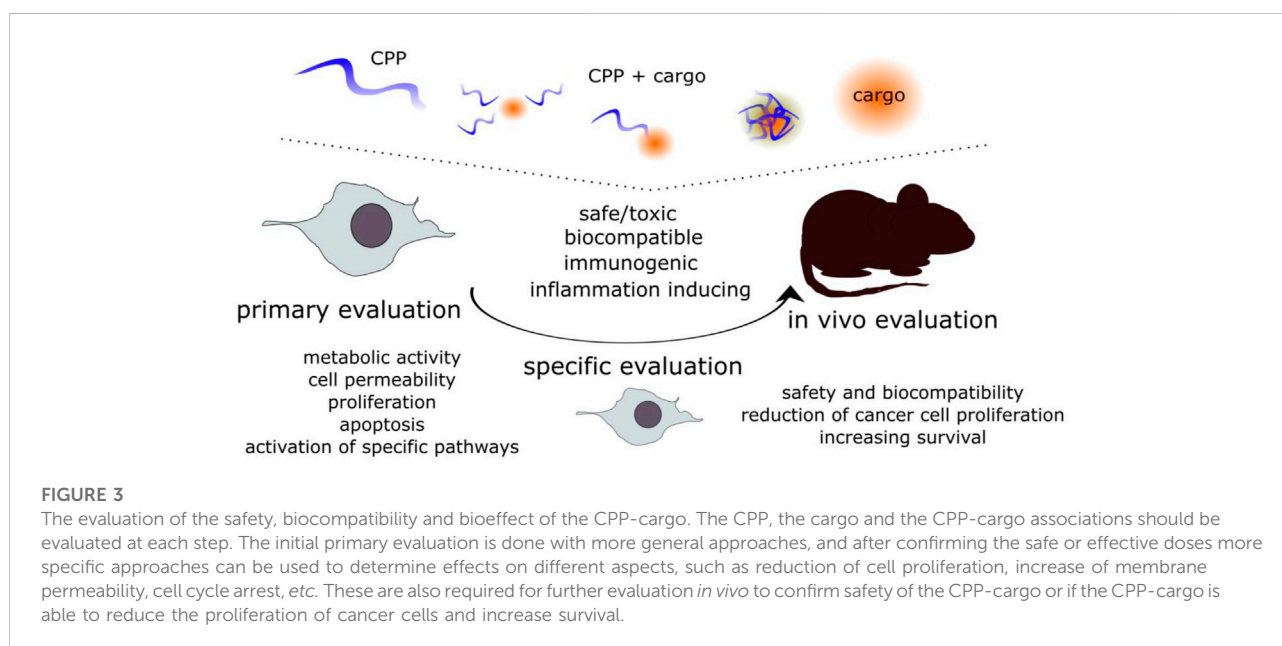 CPP
CPP + cargo
cargo
safe/toxic
biocompatible
immunogenic
inflammation inducing
primary evaluation
in vivo evaluation
metabolic activity
cell permeability
proliferation
apoptosis
activation of specific pathways
specific evaluation
safety and biocompatibility
reduction of cancer cell proliferation
increasing survival
FIGURE 3
The evaluation of the safety, biocompatibility and bioeffect of the CPP-cargo. The CPP, the cargo and the CPP-cargo associations should be
evaluated at each step. The initial primary evaluation is done with more general approaches, and after confirming the safe or effective doses more
specific approaches can be used to determine effects on different aspects, such as reduction of cell proliferation, increase of membrane
permeability, cell cycle arrest, etc. These are also required for further evaluation in vivo to confirm safety of the CPP-cargo or if the CPP-cargo is
able to reduce the proliferation of cancer cells and increase survival.